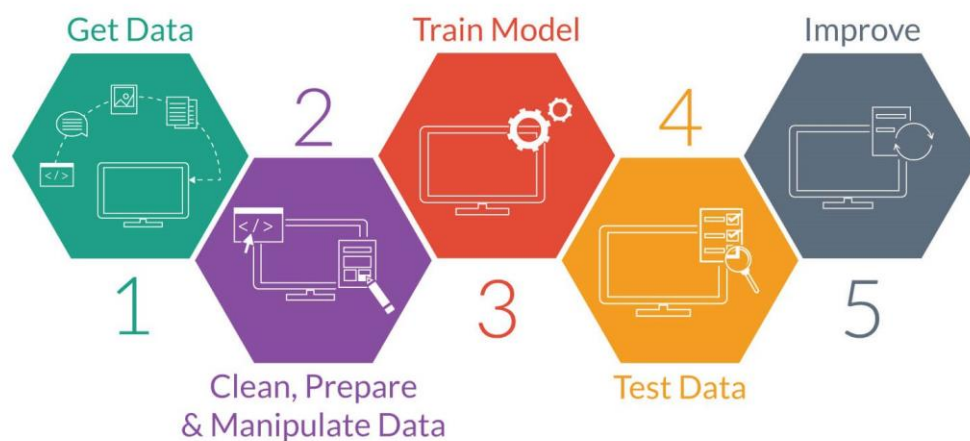 Get Data
1
2
Clean, Prepare
& Manipulate Data
Train Model
3
4
Test Data
Improve
5
</> 
</>